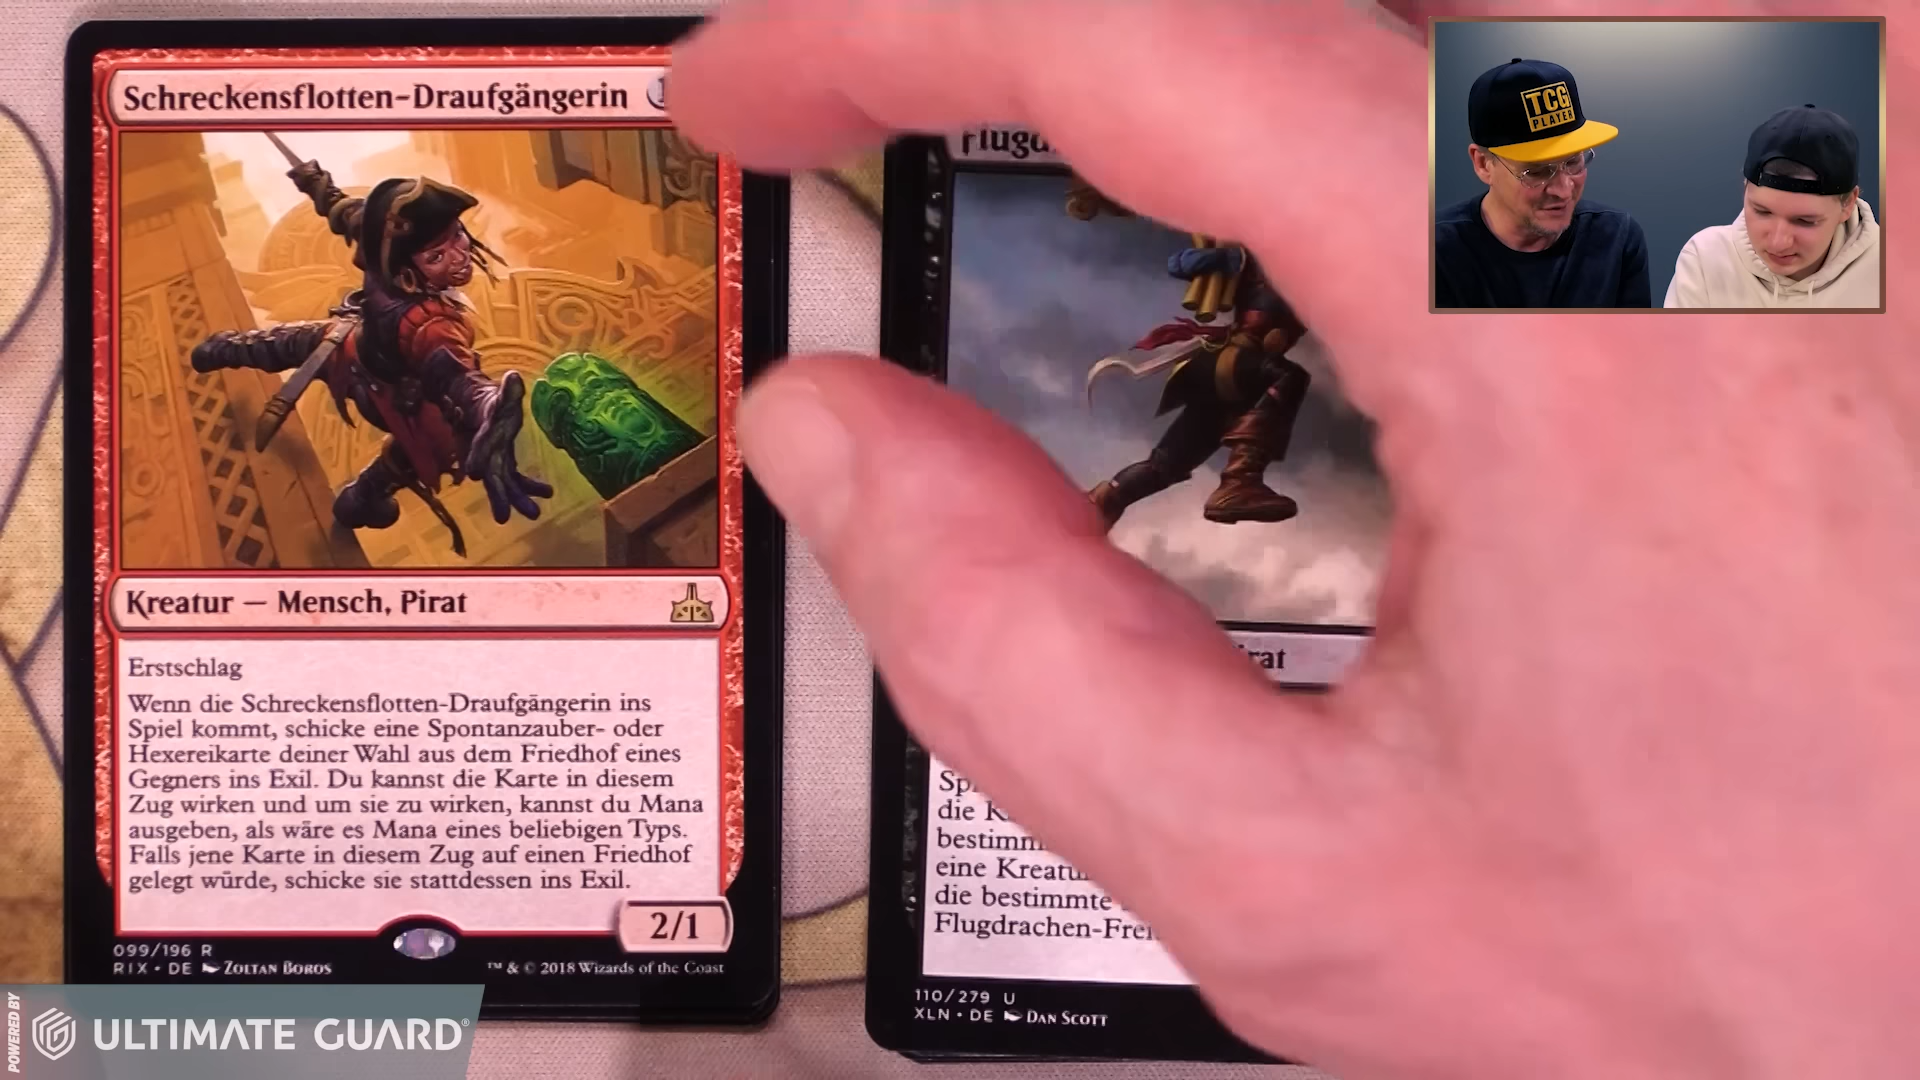 Schreckensflotten-Draufgängerin
Kreatur — Mensch, Pirat
Erstschlag
Wenn die Schreckensflotten-Draufgängerin ins
Spiel kommt, schicke eine Spontanzauber- oder
Hexereikarte deiner Wahl aus dem Friedhof eines
Gegners ins Exil. Du kannst die Karte in diesem
Zug wirken und um sie zu wirken, kannst du Mana
ausgeben, als wäre es Mana eines beliebigen Typs.
Falls jene Karte in diesem Zug auf einen Friedhof
gelegt würde, schicke sie stattdessen ins Exil.
2/1
099/196 R
RIX • DE Zoltan Boros
™ & © 2018 Wizards of the Coast
die
eine
die bestimmte
110/279 U
XLN • DE Dan Scott
TCG
PLAYER
POWERED BY
ULTIMATE GUARD®